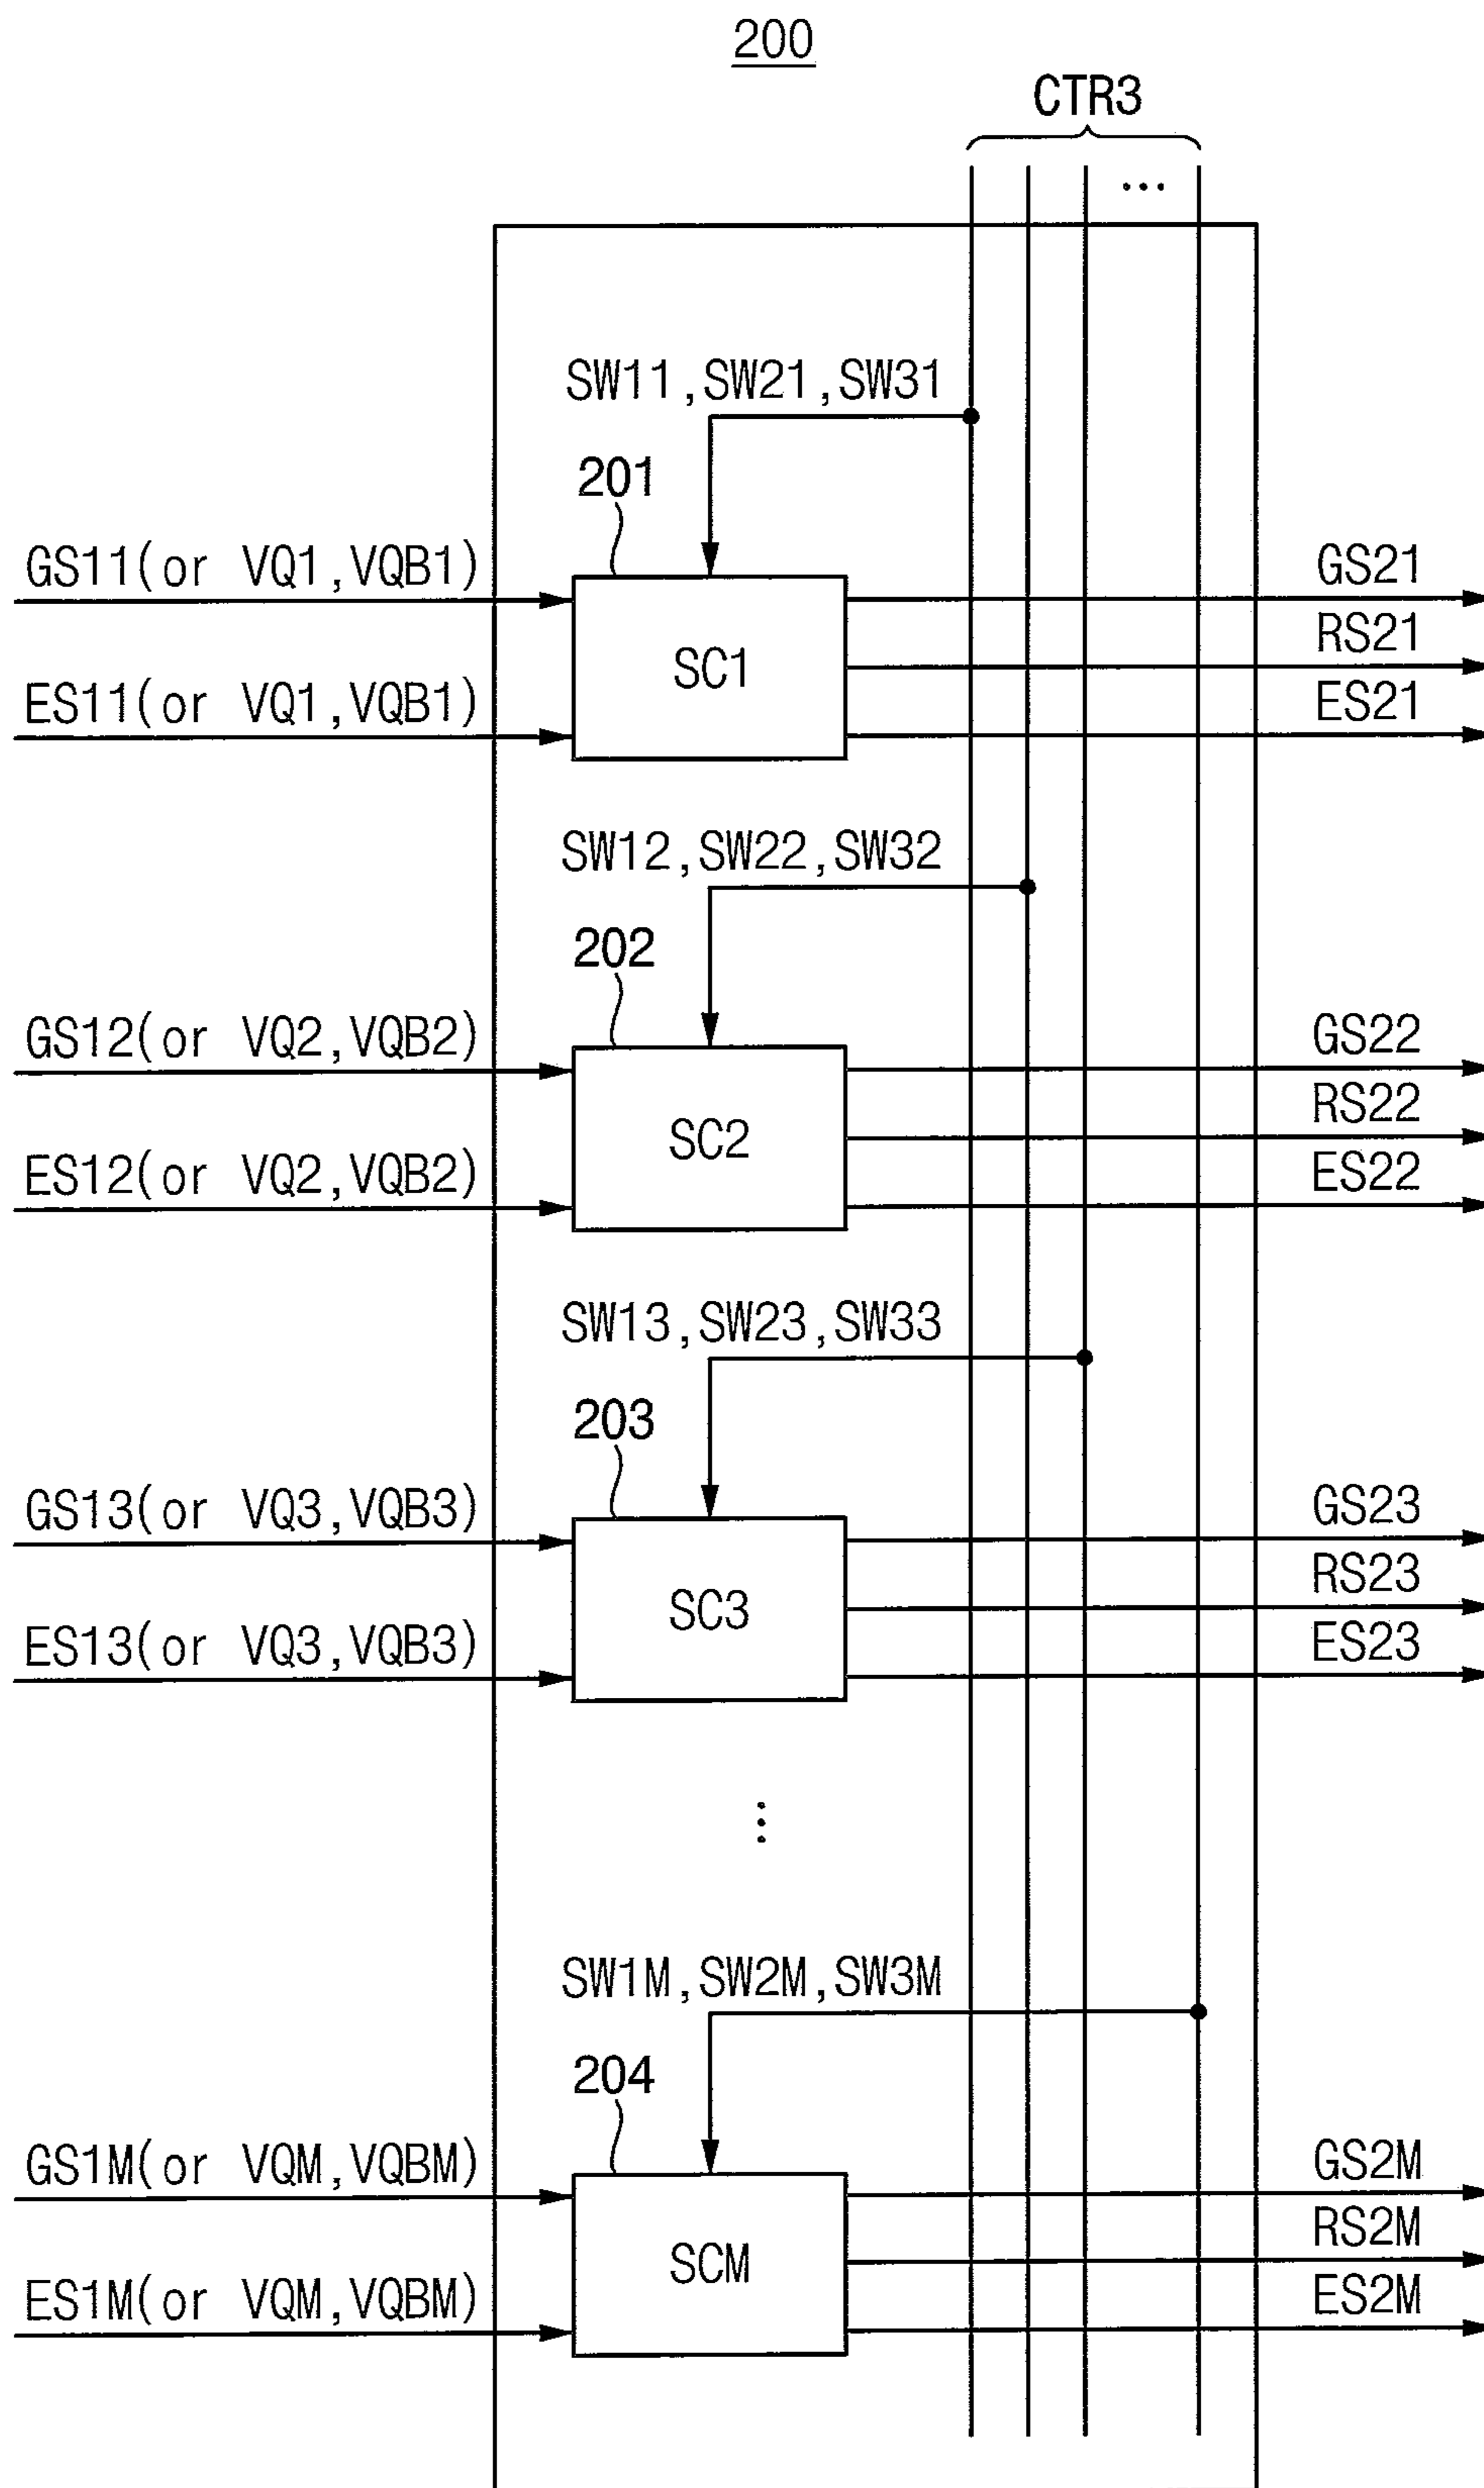 200
CTR3
...
SW11,SW21,SW31
201
GS11(or VQ1,VQB1)
GS21
SC1
RS21
ES11(or VQ1,VQB1)
ES21
SW12,SW22,SW32
202
GS12(or VQ2,VQB2)
GS22
SC2
RS22
ES12(or VQ2,VQB2)
ES22
SW13,SW23,SW33
203
GS13(or VQ3,VQB3)
GS23
SC3
RS23
ES13(or VQ3,VQB3)
ES23
...
SW1M,SW2M,SW3M
204
GS1M(or VQM,VQBM)
GS2M
SCM
RS2M
ES1M(or VQM,VQBM)
ES2M